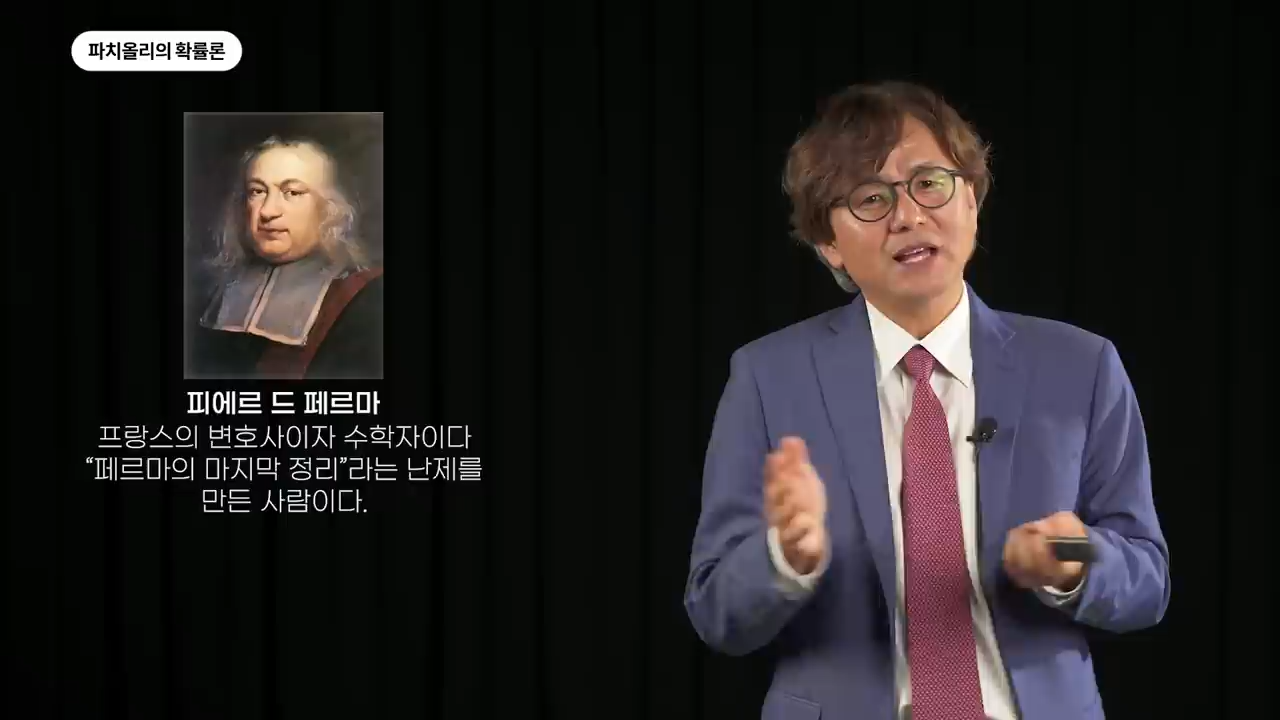 파치올리의 확률론
피에르 드 페르마
프랑스의 변호사이자 수학자이다
“페르마의 마지막 정리”라는 난제를
만든 사람이다.